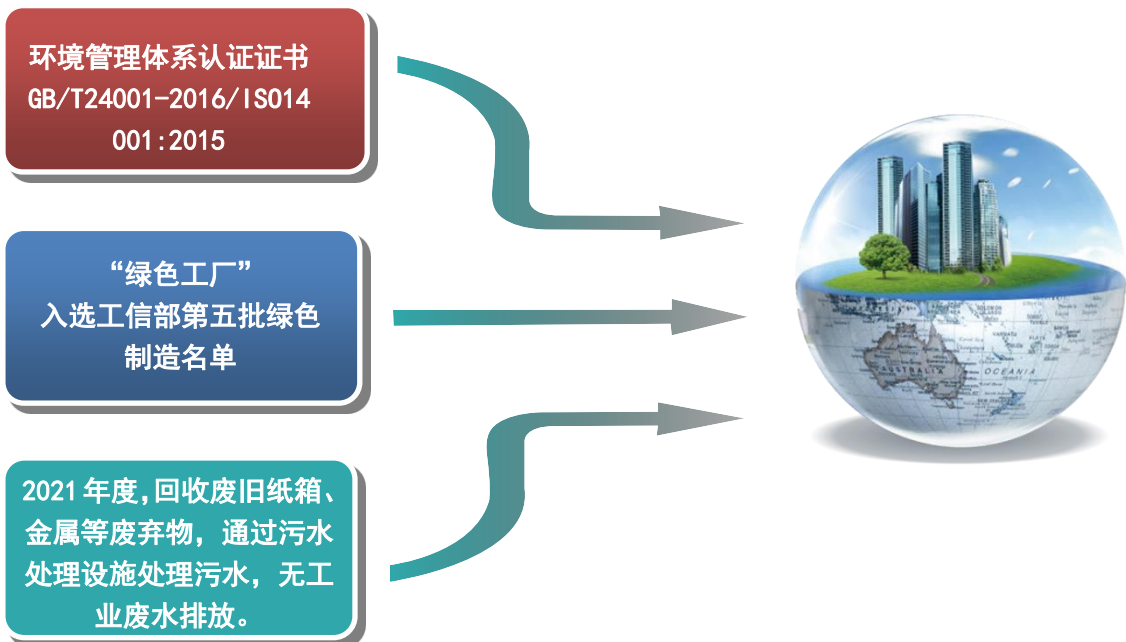 环境管理体系认证证书
GB/T24001-2016/ISO14
001:2015
“绿色工厂”
入选工信部第五批绿色
制造名单
2021年度,回收废旧纸箱、
金属等废弃物，通过污水
处理设施处理污水，无工
业废水排放。
AUSTRALIA
OCEANIA